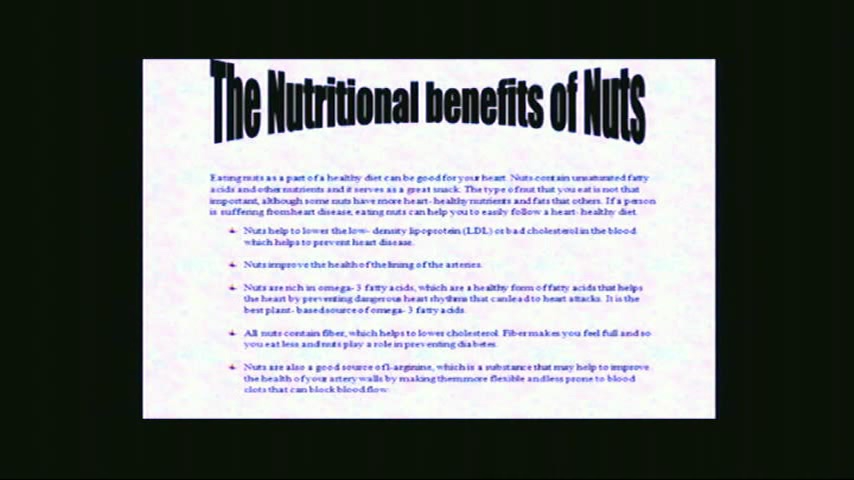 The Nutritional benefits of Nuts
Eating nuts as a part of a healthy diet can be good for your heart. Nuts contain unsaturated fatty
acids and other nutrients and it serves as a great snack. The type of nut that you eat is not that
important, although some nuts have more heart- healthy nutrients and fats that others. If a person
is suffering from heart disease, eating nuts can help you to easily follow a heart- healthy diet.
Nuts help to lower the low- density lipoprotein (LDL) or bad cholesterol in the blood
which helps to prevent heart disease.
Nuts improve the health of the lining of the arteries.
Nuts are rich in omega- 3 fatty acids, which are a healthy form of fatty acids that helps
the heart by preventing dangerous heart rhythms that can lead to heart attacks. It is the
best plant- based source of omega- 3 fatty acids.
All nuts contain fiber, which helps to lower cholesterol. Fiber makes you feel full and so
you eat less and nuts play a role in preventing diabetes.
Nuts are also a good source of l-arginine, which is a substance that may help to improve
the health of your artery walls by making them more flexible and less prone to blood
clots that can block blood flow.